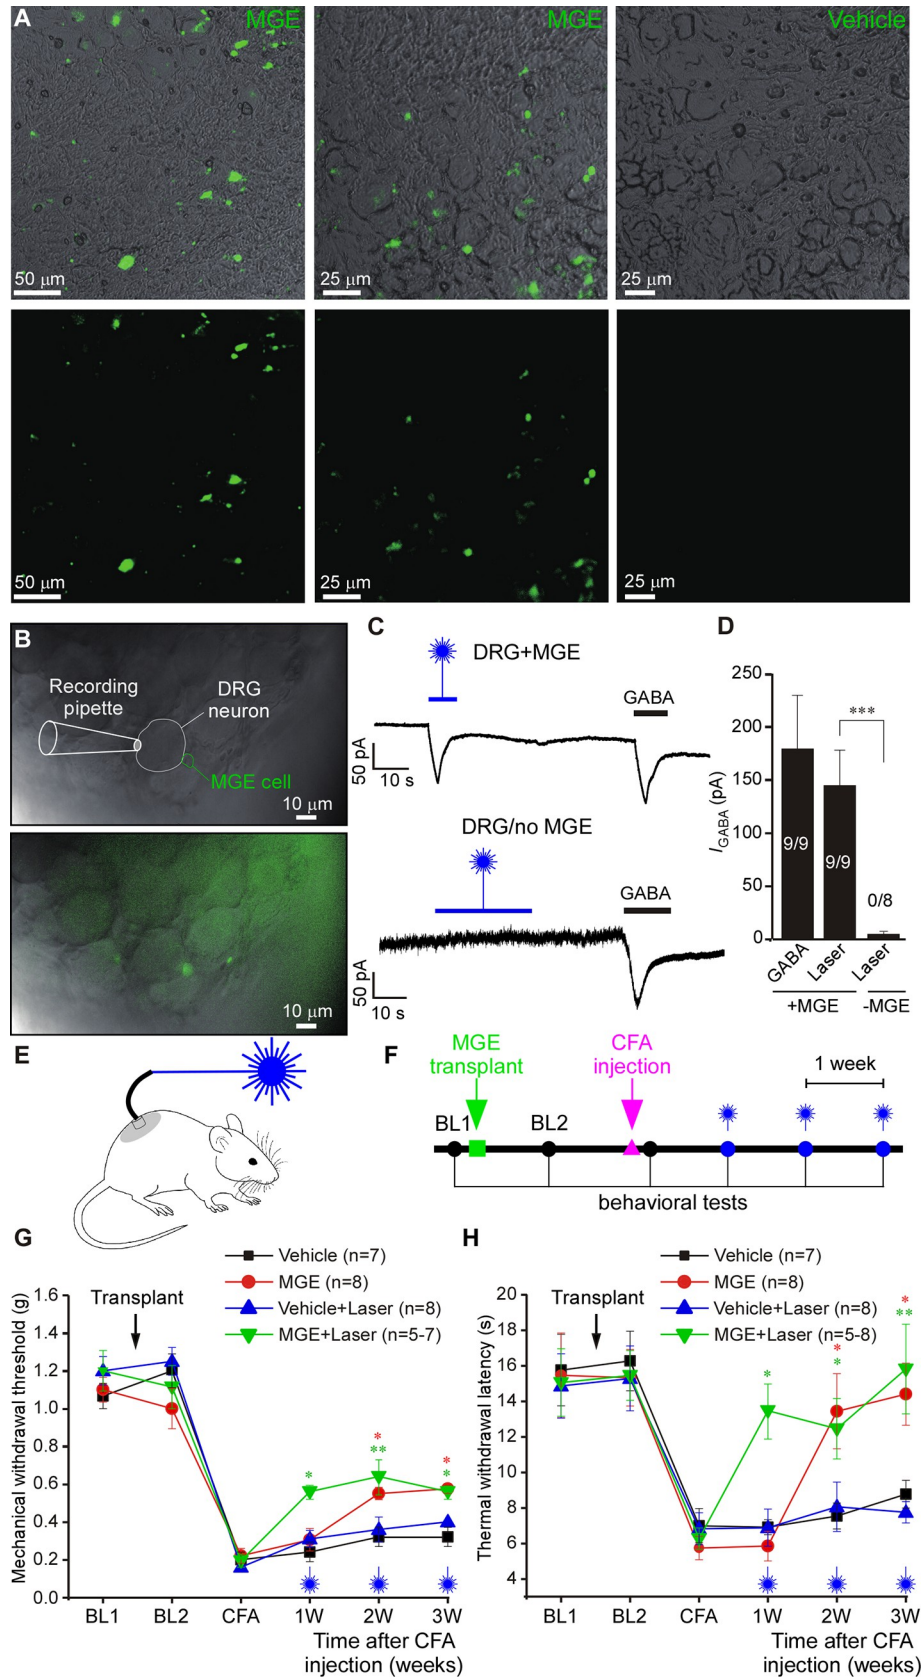 A
MGE
MGE
Vehicle
50 μm
25 μm
25 μm
50 μm
25 μm
25 μm
B
Recording
pipette
DRG
neuron
MGE cell
10 μm
10 μm
C
DRG+MGE
GABA
50 pA
10 s
DRG/no MGE
GABA
50 pA
10 s
D
250
200
150
100
50
0
IGABA (pA)
***
9/9
9/9
0/8
GABA
Laser
Laser
+MGE
-MGE
E
F
MGE
transplant
CFA
injection
1 week
BL1
BL2
behavioral tests
G
Vehicle (n=7)
MGE (n=8)
Vehicle+Laser (n=8)
MGE+Laser (n=5-7)
Transplant
Mechanical withdrawal threshold (g)
1.6
1.4
1.2
1.0
0.8
0.6
0.4
0.2
0.0
*
*
**
*
*
BL1
BL2
CFA
1W
2W
3W
Time after CFA
injection (weeks)
H
Vehicle (n=7)
MGE (n=8)
Vehicle+Laser (n=8)
MGE+Laser (n=5-8)
Transplant
Thermal withdrawal latency (s)
20
18
16
14
12
10
8
6
4
*
*
*
*
**
BL1
BL2
CFA
1W
2W
3W
Time after CFA
injection (weeks)